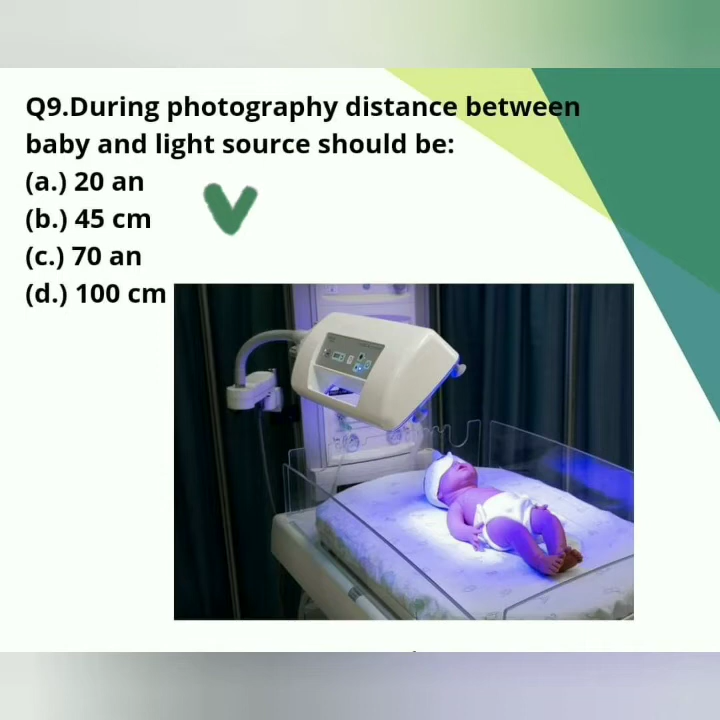 Q9.During photography distance between
baby and light source should be:
(a.) 20 an
(b.) 45 cm
(c.) 70 an
(d.) 100 cm